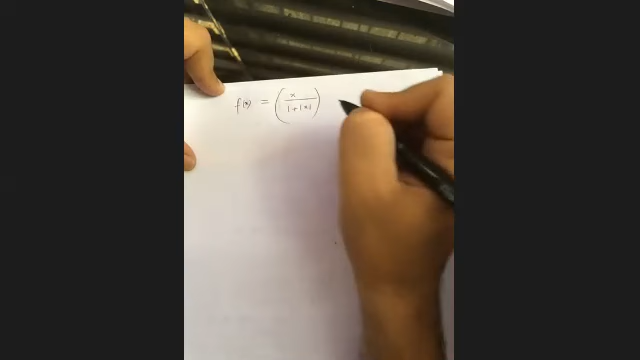 f(x) = (x / 1+|x|)